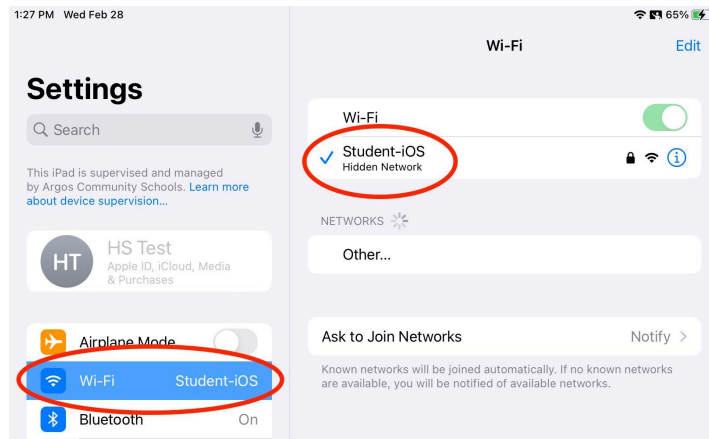 1:27 PM Wed Feb 28
65%
Settings
Search
This iPad is supervised and managed
by Argos Community Schools. Learn more
about device supervision...
HT
HS Test
Apple ID, iCloud, Media
& Purchases
Airplane Mode
Wi-Fi Student-iOS
Bluetooth On
Wi-Fi
Edit
Wi-Fi
Student-iOS
Hidden Network
NETWORKS
Other...
Ask to Join Networks Notify
Known networks will be joined automatically. If no known networks
are available, you will be notified of available networks.